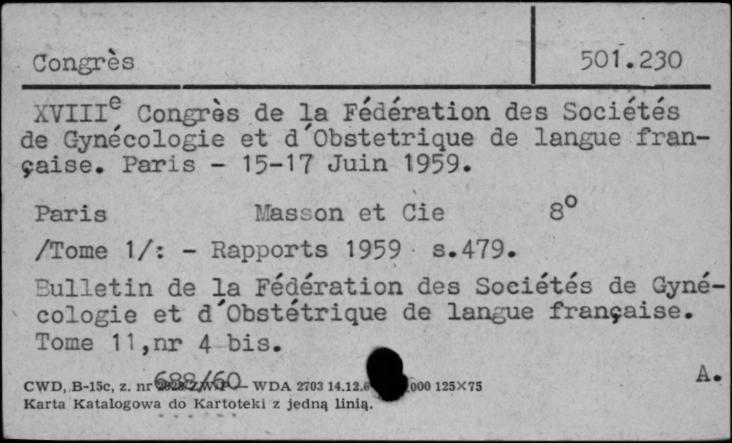 Congrès 501.230
XVIIIe Congrès de la Fédération des Sociétés
de Gynécologie et d'Obstetrique de langue fran-
çaise. Paris - 15-17 Juin 1959.
Paris Masson et Cie 8o
/Tome 1/: - Rapports 1959 s.479.
Bulletin de la Fédération des Sociétés de Gyné-
cologie et d'Obstétrique de langue française.
Tome 11,nr 4 bis.
688/60 A.
CWD, B-15c, z. nr — WDA 2703 14.12. 000 125×75
Karta Katalogowa do Kartoteki z jedną linią.